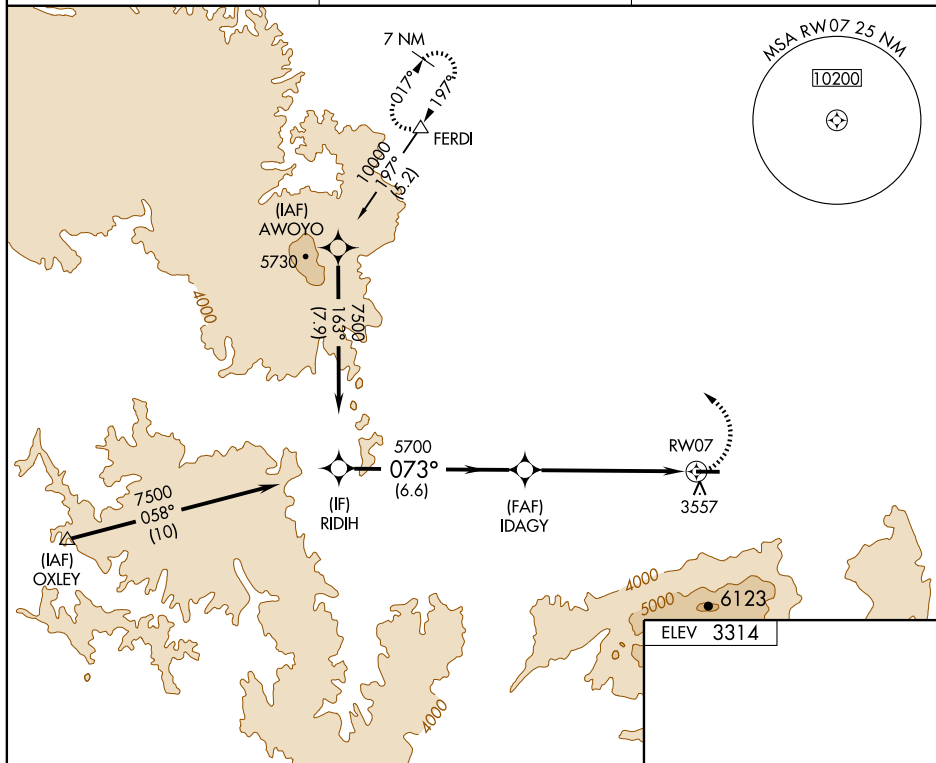 7 NM
017°
197°
FERDI
10000
197°
(5.2)
MSA RW07 25 NM
10200
(IAF)
AWOYO
5730
4000
7500
163°
(7.9)
RW07
3557
5700
073°
(6.6)
(IF)
RIDIH
(FAF)
IDAGY
7500
058°
(10)
(IAF)
OXLEY
4000
5000
6123
ELEV 3314
4000